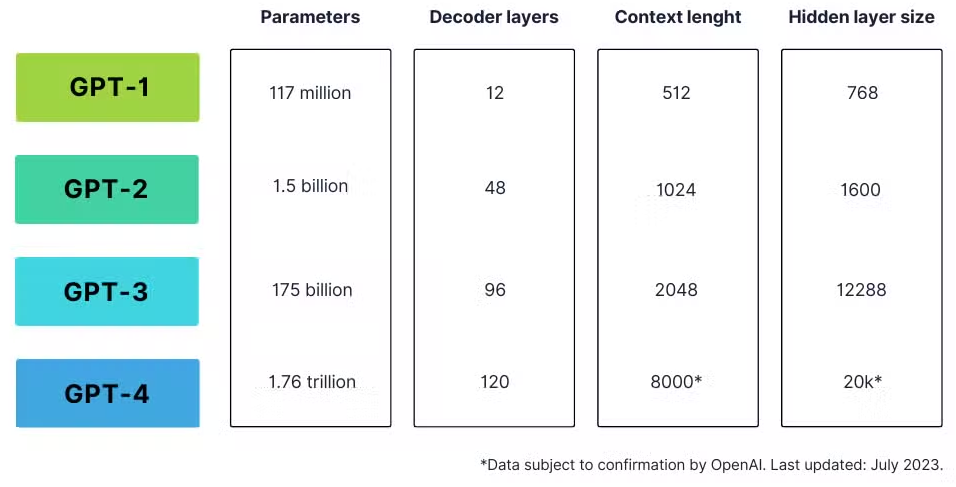 Parameters Decoder layers Context lenght Hidden layer size
GPT-1 117 million 12 512 768
GPT-2 1.5 billion 48 1024 1600
GPT-3 175 billion 96 2048 12288
GPT-4 1.76 trillion 120 8000* 20k*
*Data subject to confirmation by OpenAI. Last updated: July 2023.